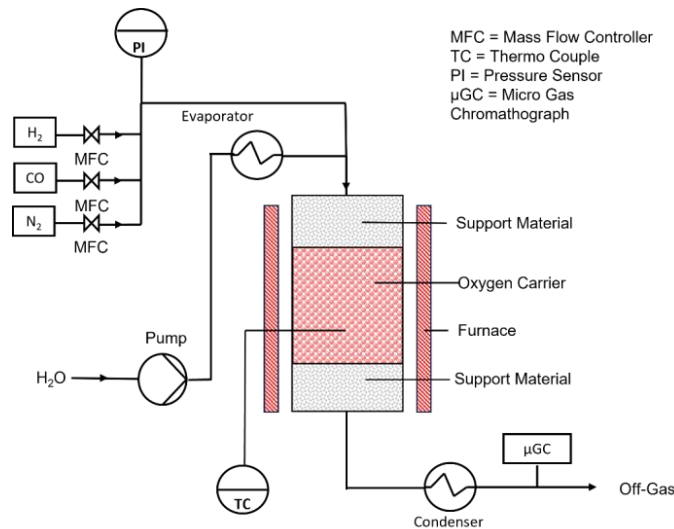 PI
MFC = Mass Flow Controller
TC = Thermo Couple
PI = Pressure Sensor
µGC = Micro Gas
Chromathograph
Evaporator
H₂
MFC
CO
MFC
N₂
MFC
Support Material
Oxygen Carrier
Furnace
Support Material
Pump
H₂O
TC
Condenser
µGC
Off-Gas